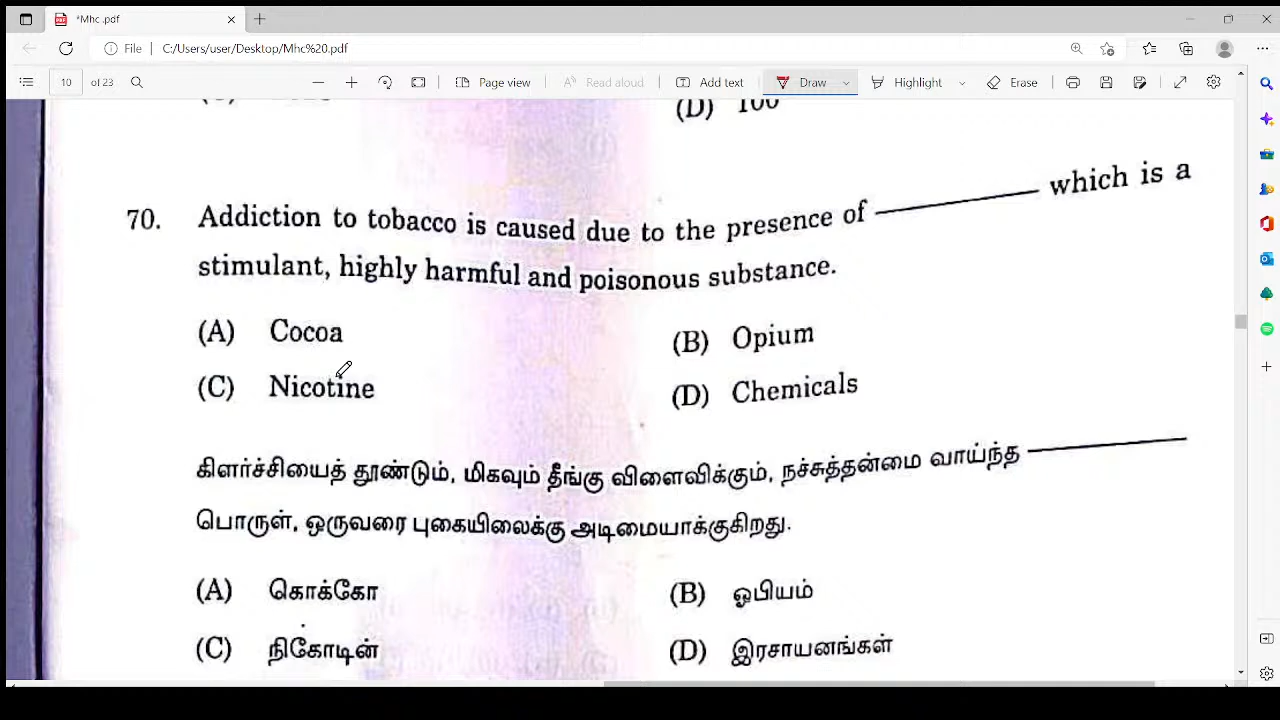 *Mhc .pdf
File
C:/Users/user/Desktop/Mhc%20.pdf
10 of 23
Page view
Read aloud
Add text
Draw
Highlight
Erase
(D) 100
70. Addiction to tobacco is caused due to the presence of ________ which is a
stimulant, highly harmful and poisonous substance.
(A) Cocoa (B) Opium
(C) Nicotine (D) Chemicals
கிளர்ச்சியைத் தூண்டும், மிகவும் தீங்கு விளைவிக்கும், நச்சுத்தன்மை வாய்ந்த ________
பொருள், ஒருவரை புகையிலைக்கு அடிமையாக்குகிறது.
(A) கொக்கோ (B) ஓபியம்
(C) நிகோடின் (D) இரசாயனங்கள்